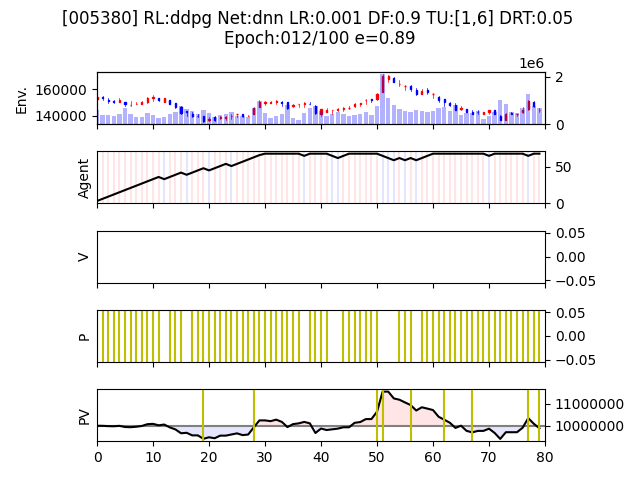 [005380] RL:ddpg Net:dnn LR:0.001 DF:0.9 TU:[1,6] DRT:0.05
Epoch:012/100 e=0.89
1e6
Env.
160000
140000
2
0
Agent
50
0
V
0.05
0.00
−0.05
P
0.05
0.00
−0.05
PV
11000000
10000000
0 10 20 30 40 50 60 70 80